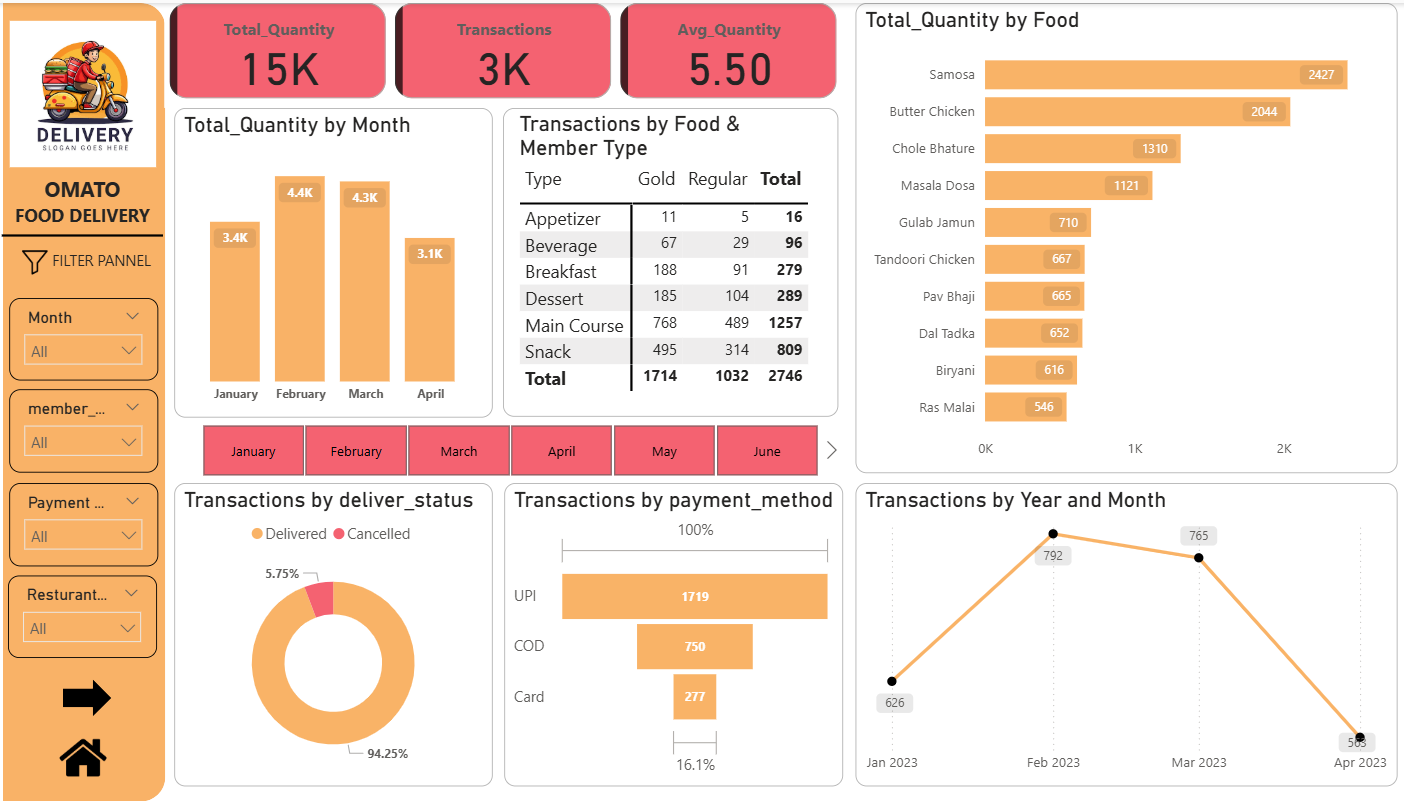 DELIVERY
SLOGAN GOES HERE
OMATO
FOOD DELIVERY
FILTER PANNEL
Month
All
member_...
All
Payment ...
All
Resturant...
All
Total_Quantity
15K
Transactions
3K
Avg_Quantity
5.50
Total_Quantity by Month
3.4K
4.4K
4.3K
3.1K
January February March April
Transactions by Food &
Member Type
Type Gold Regular Total
Appetizer 11 5 16
Beverage 67 29 96
Breakfast 188 91 279
Dessert 185 104 289
Main Course 768 489 1257
Snack 495 314 809
Total 1714 1032 2746
Total_Quantity by Food
Samosa 2427
Butter Chicken 2044
Chole Bhature 1310
Masala Dosa 1121
Gulab Jamun 710
Tandoori Chicken 667
Pav Bhaji 665
Dal Tadka 652
Biryani 616
Ras Malai 546
0K 1K 2K
January February March April May June
Transactions by deliver_status
Delivered Cancelled
5.75%
94.25%
Transactions by payment_method
100%
UPI 1719
COD 750
Card 277
16.1%
Transactions by Year and Month
626
792
765
563
Jan 2023 Feb 2023 Mar 2023 Apr 2023